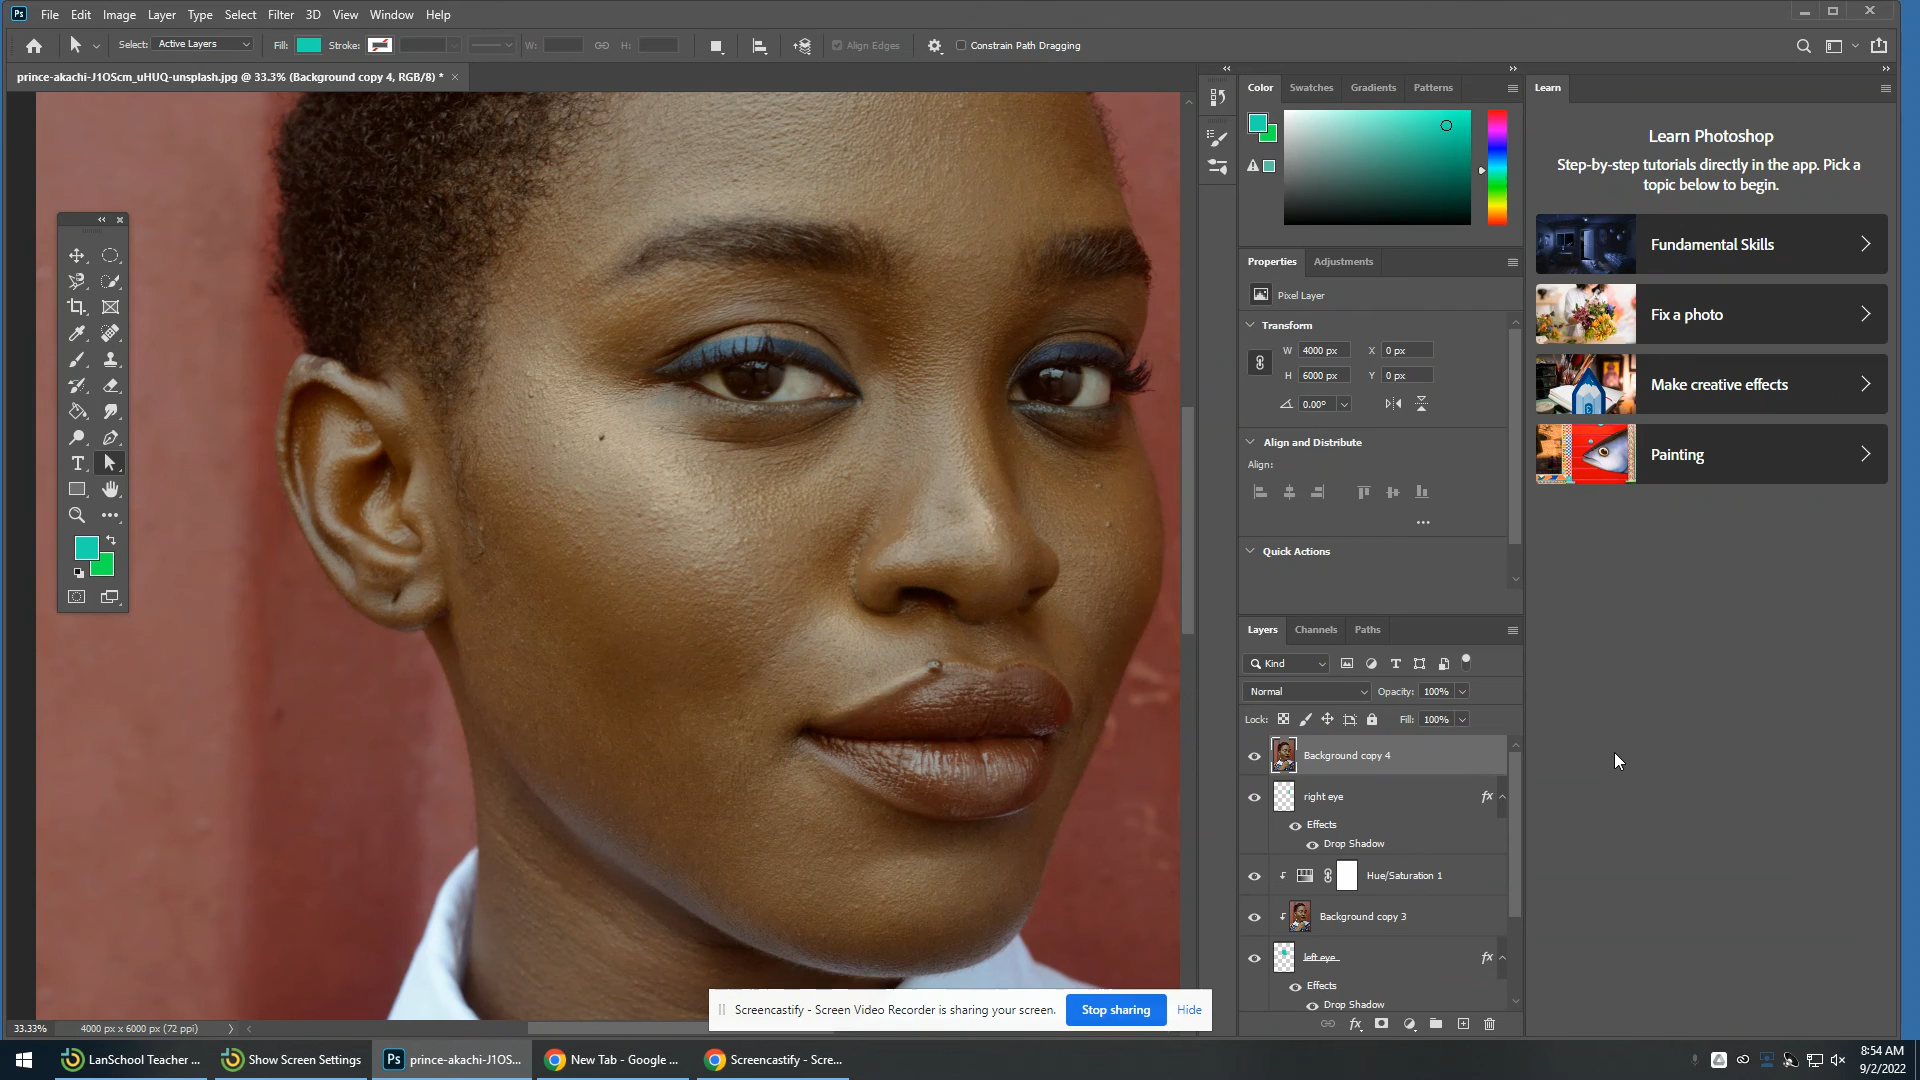 Ps File Edit Image Layer Type Select Filter 3D View Window Help
Select: Active Layers Fill: Stroke: W: H: Align Edges Constrain Path Dragging
prince-akachi-J1OScm_uHUQ-unsplash.jpg @ 33.3% (Background copy 4, RGB/8) *
Color Swatches Gradients Patterns
Learn
Learn Photoshop
Step-by-step tutorials directly in the app. Pick a
topic below to begin.
Fundamental Skills
Fix a photo
Make creative effects
Painting
Properties Adjustments
Pixel Layer
Transform
W 4000 px X 0 px
H 6000 px Y 0 px
0.00°
Align and Distribute
Align:
Quick Actions
Layers Channels Paths
Kind
Normal Opacity: 100%
Lock: Fill: 100%
Background copy 4
right eye fx
Effects
Drop Shadow
Hue/Saturation 1
Background copy 3
left eye fx
Effects
Drop Shadow
Screencastify - Screen Video Recorder is sharing your screen. Stop sharing Hide
33.33% 4000 px x 6000 px (72 ppi)
LanSchool Teacher ... Show Screen Settings Ps prince-akachi-J1OS... New Tab - Google ... Screencastify - Scre...
8:54 AM
9/2/2022